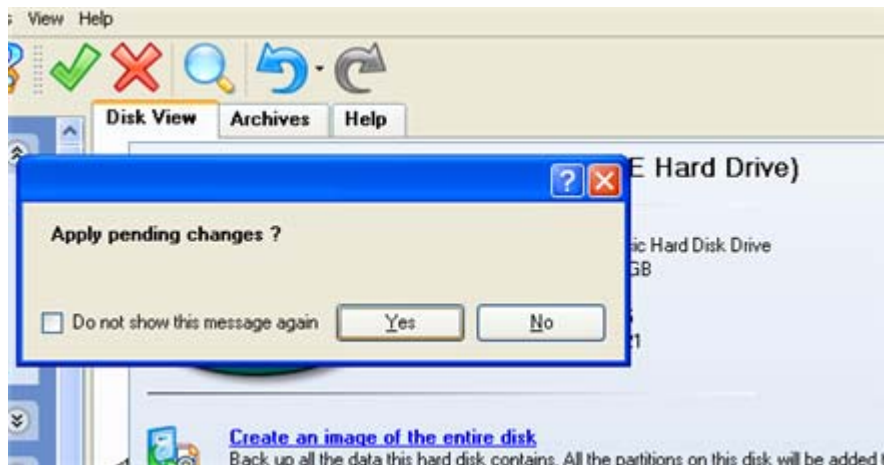 View Help
Disk View Archives Help
E Hard Drive)
Apply pending changes ?
ic Hard Disk Drive
GB
Do not show this message again Yes No
Create an image of the entire disk
Back up all the data this hard disk contains. All the partitions on this disk will be added